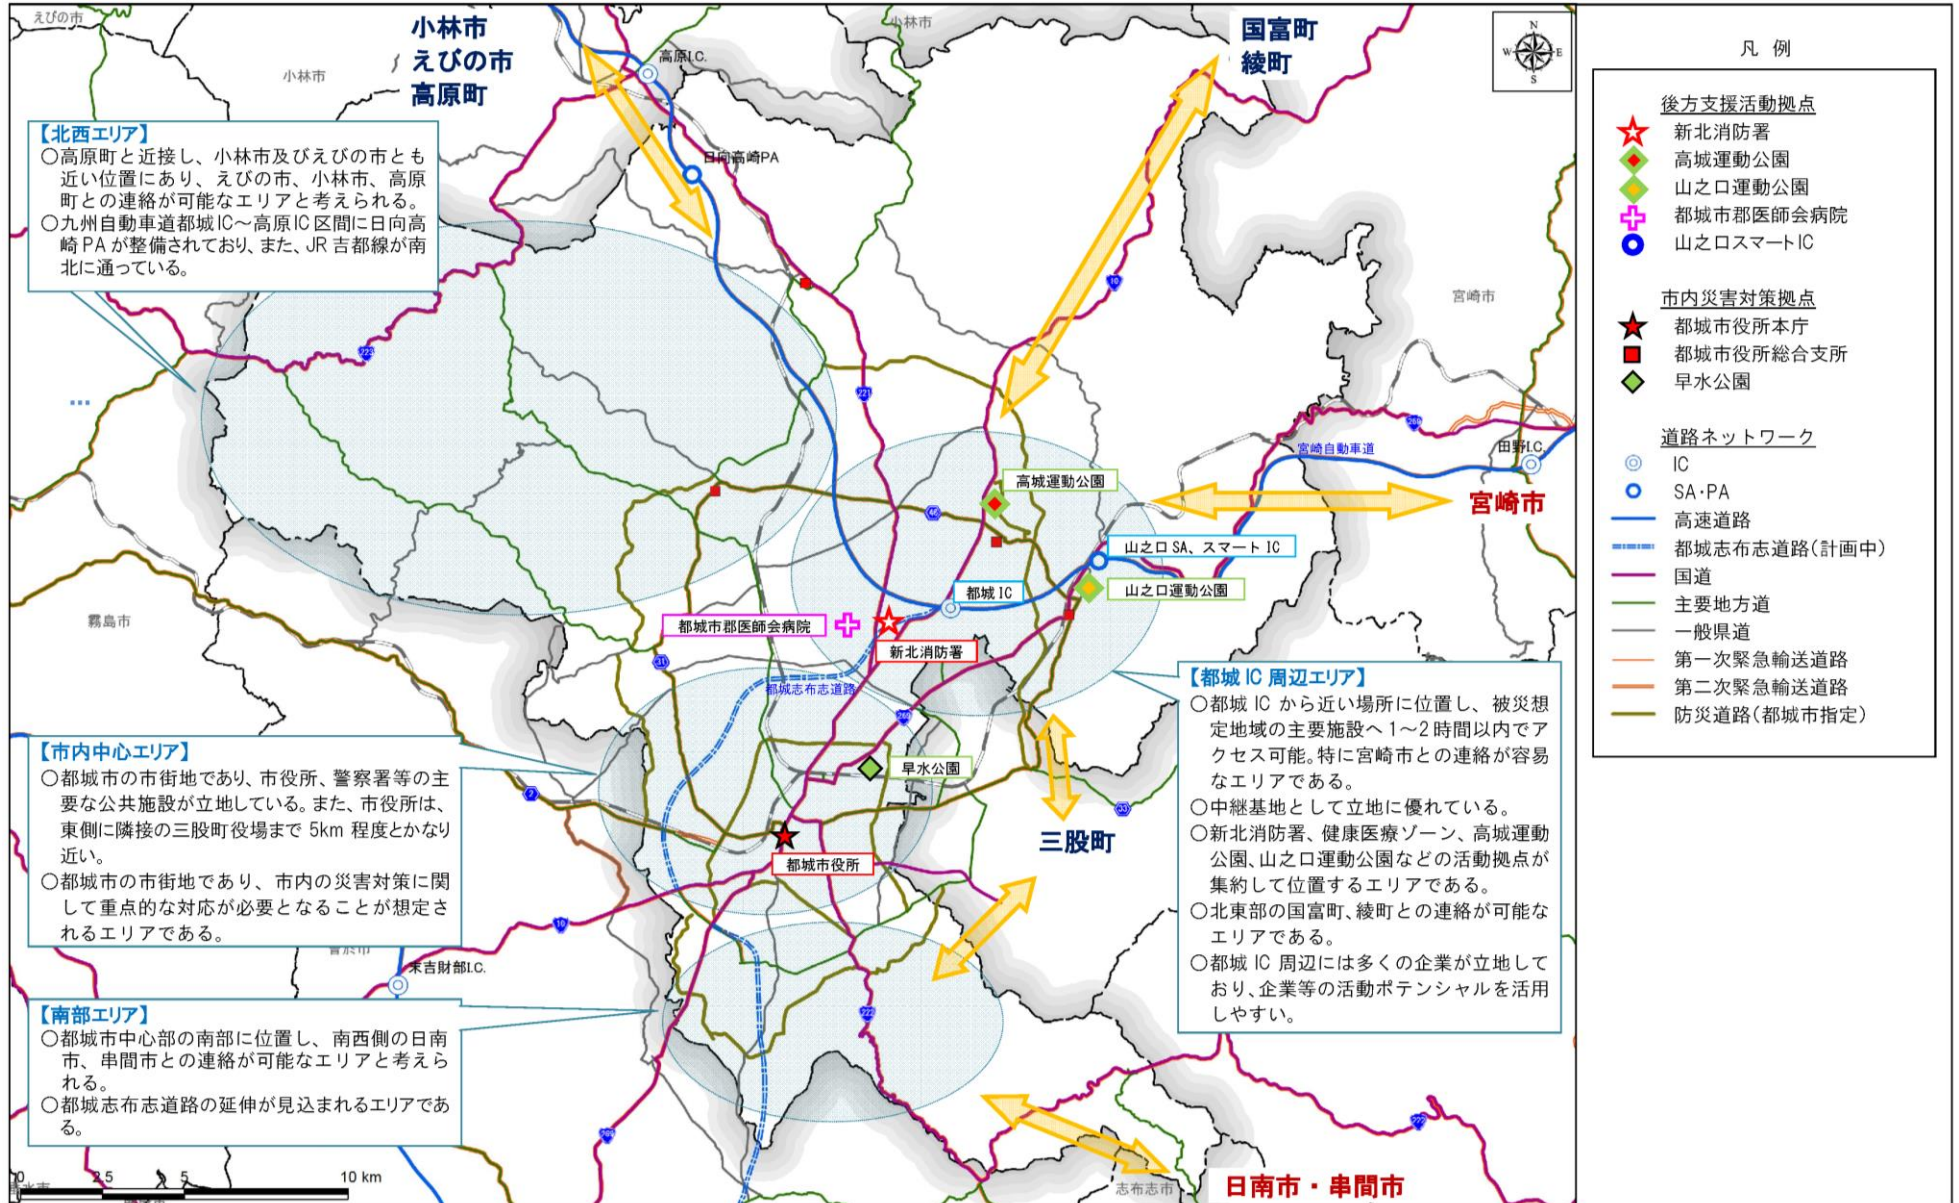 えびの市
小林市
えびの市
高原町
小林市
小林市
高原I.C.
日向高崎PA
国富町
綾町
N
W
E
S
【北西エリア】
○高原町と近接し、小林市及びえびの市とも
近い位置にあり、えびの市、小林市、高原
町との連絡が可能なエリアと考えられる。
○九州自動車道都城IC～高原IC区間に日向高
崎PAが整備されており、また、JR吉都線が南
北に通っている。
宮崎市
10
223
221
268
宮崎自動車道
田野I.C.
宮崎市
高城運動公園
46
山之口 SA、スマート IC
都城 IC
山之口運動公園
都城市郡医師会病院
新北消防署
霧島市
31
都城志布志道路
269
【都城 IC 周辺エリア】
○都城 IC から近い場所に位置し、被災想
定地域の主要施設へ 1～2 時間以内でア
クセス可能。特に宮崎市との連絡が容易
なエリアである。
○中継基地として立地に優れている。
○新北消防署、健康医療ゾーン、高城運動
公園、山之口運動公園などの活動拠点が
集約して位置するエリアである。
○北東部の国富町、綾町との連絡が可能な
エリアである。
○都城 IC 周辺には多くの企業が立地して
おり、企業等の活動ポテンシャルを活用
しやすい。
【市内中心エリア】
○都城市の市街地であり、市役所、警察署等の主
要な公共施設が立地している。また、市役所は、
東側に隣接の三股町役場まで 5km 程度とかなり
近い。
○都城市の市街地であり、市内の災害対策に関
して重点的な対応が必要となることが想定さ
れるエリアである。
早水公園
2
33
三股町
都城市役所
10
末吉財部I.C.
【南部エリア】
○都城市中心部の南部に位置し、南西側の日南
市、串間市との連絡が可能なエリアと考えら
れる。
○都城志布志道路の延伸が見込まれるエリアであ
る。
222
269
222
日南市・串間市
志布志市
0
2.5
5
10 km
凡 例
後方支援活動拠点
新北消防署
高城運動公園
山之口運動公園
都城市郡医師会病院
山之口スマートIC
市内災害対策拠点
都城市役所本庁
都城市役所総合支所
早水公園
道路ネットワーク
IC
SA・PA
高速道路
都城志布志道路(計画中)
国道
主要地方道
一般県道
第一次緊急輸送道路
第二次緊急輸送道路
防災道路(都城市指定)